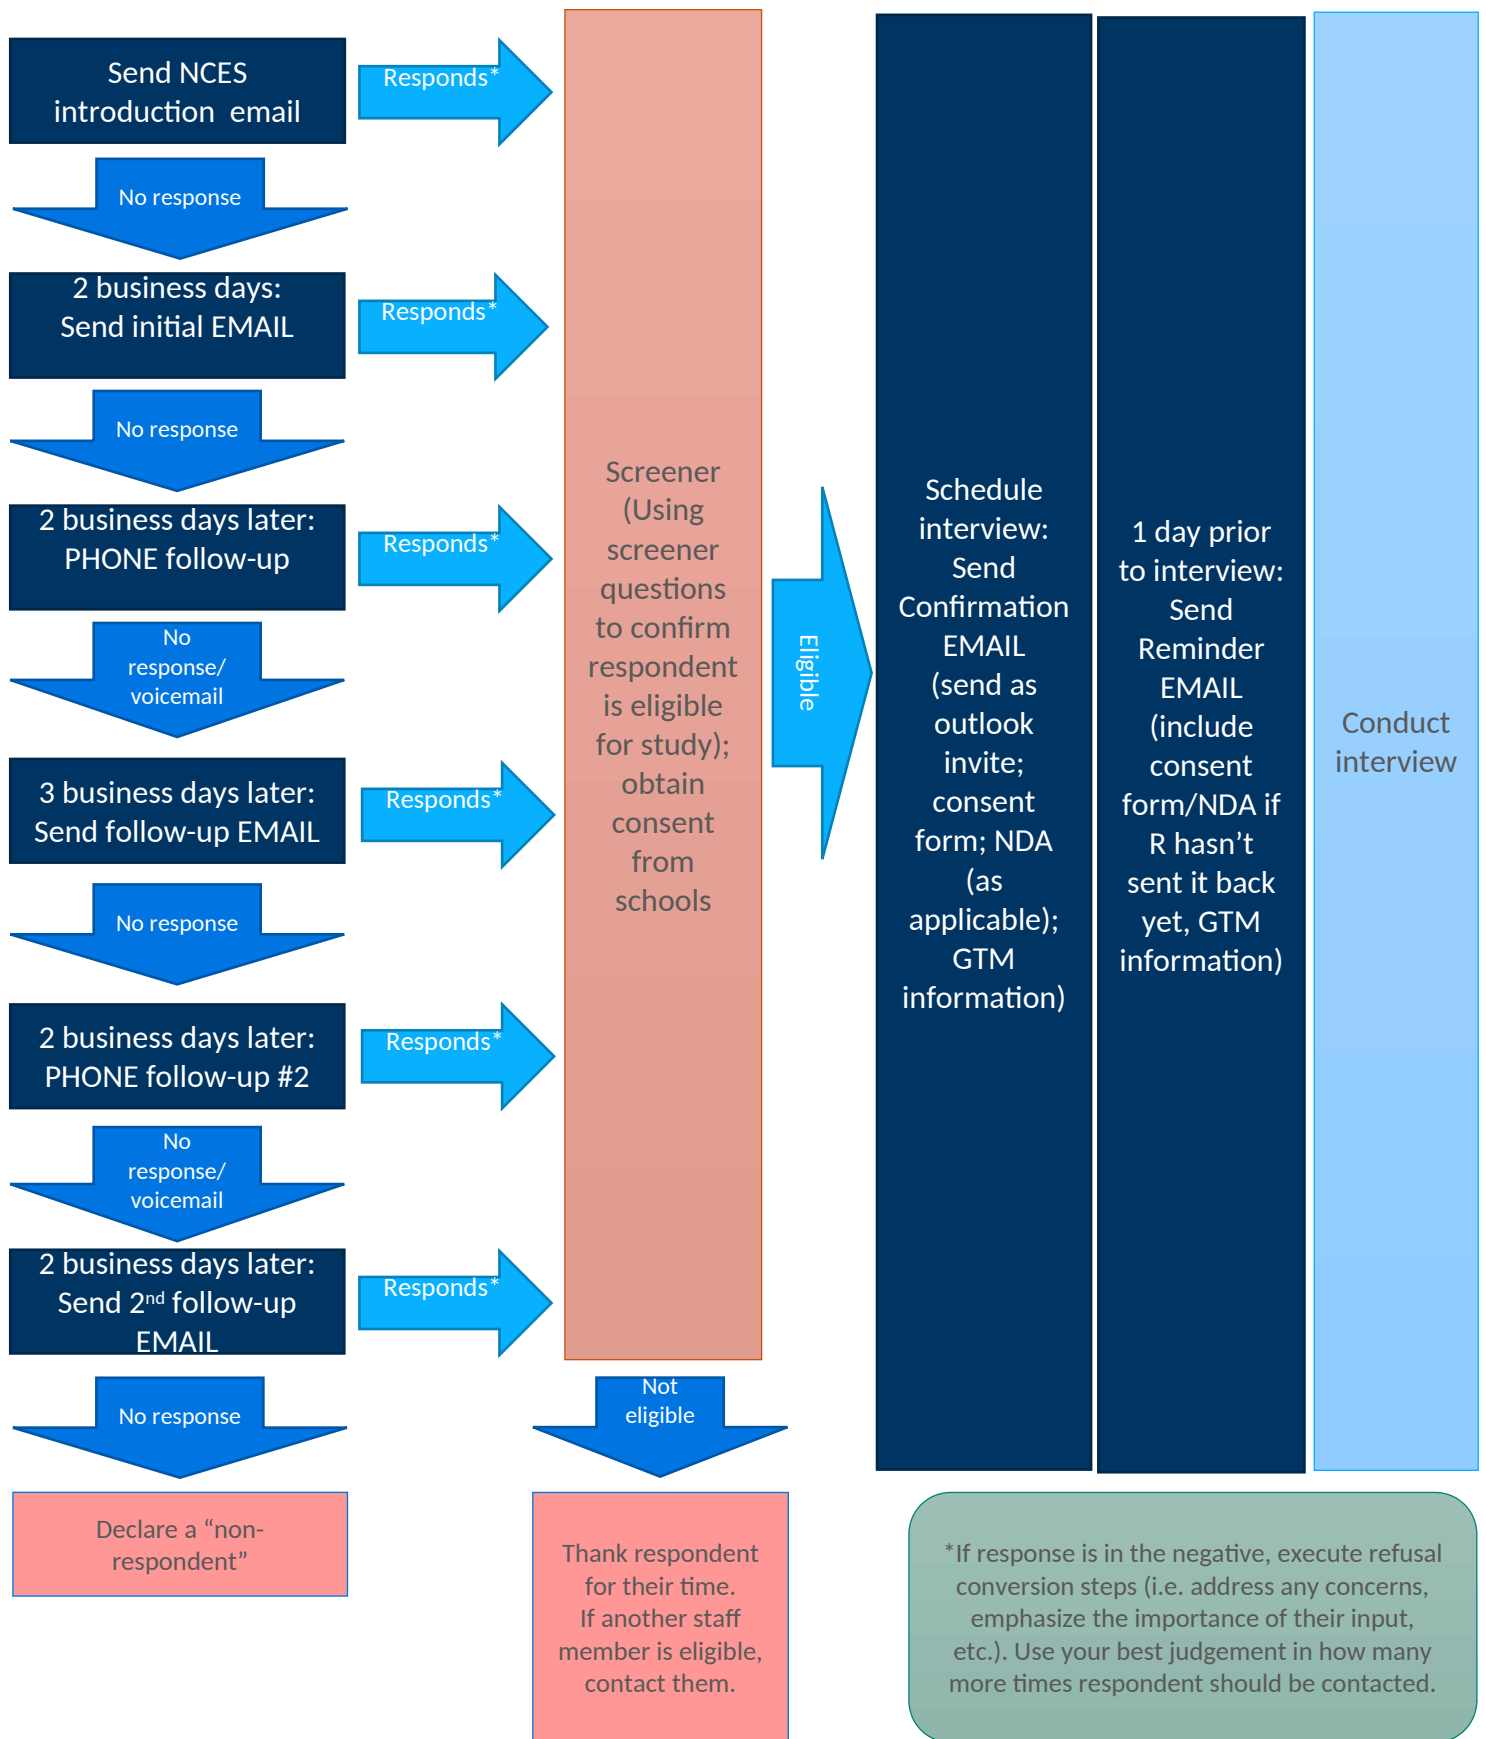 Send NCES
introduction  email
Responds*
No response
2 business days:
Send initial EMAIL
Responds*
No response
2 business days later:
PHONE follow-up
Responds*
No
response/
voicemail
3 business days later:
Send follow-up EMAIL
Responds*
No response
2 business days later:
PHONE follow-up #2
Responds*
No
response/
voicemail
2 business days later:
Send 2nd follow-up
EMAIL
Responds*
No response
Declare a “non-
respondent”
Screener
(Using
screener
questions
to confirm
respondent
is eligible
for study);
obtain
consent
from
schools
Not
eligible
Thank respondent
for their time.
If another staff
member is eligible,
contact them.
Eligible
Schedule
interview:
Send
Confirmation
EMAIL
(send as
outlook
invite;
consent
form; NDA
(as
applicable);
GTM
information)
1 day prior
to interview:
Send
Reminder
EMAIL
(include
consent
form/NDA if
R hasn’t
sent it back
yet, GTM
information)
Conduct
interview
*If response is in the negative, execute refusal
conversion steps (i.e. address any concerns,
emphasize the importance of their input,
etc.). Use your best judgement in how many
more times respondent should be contacted.